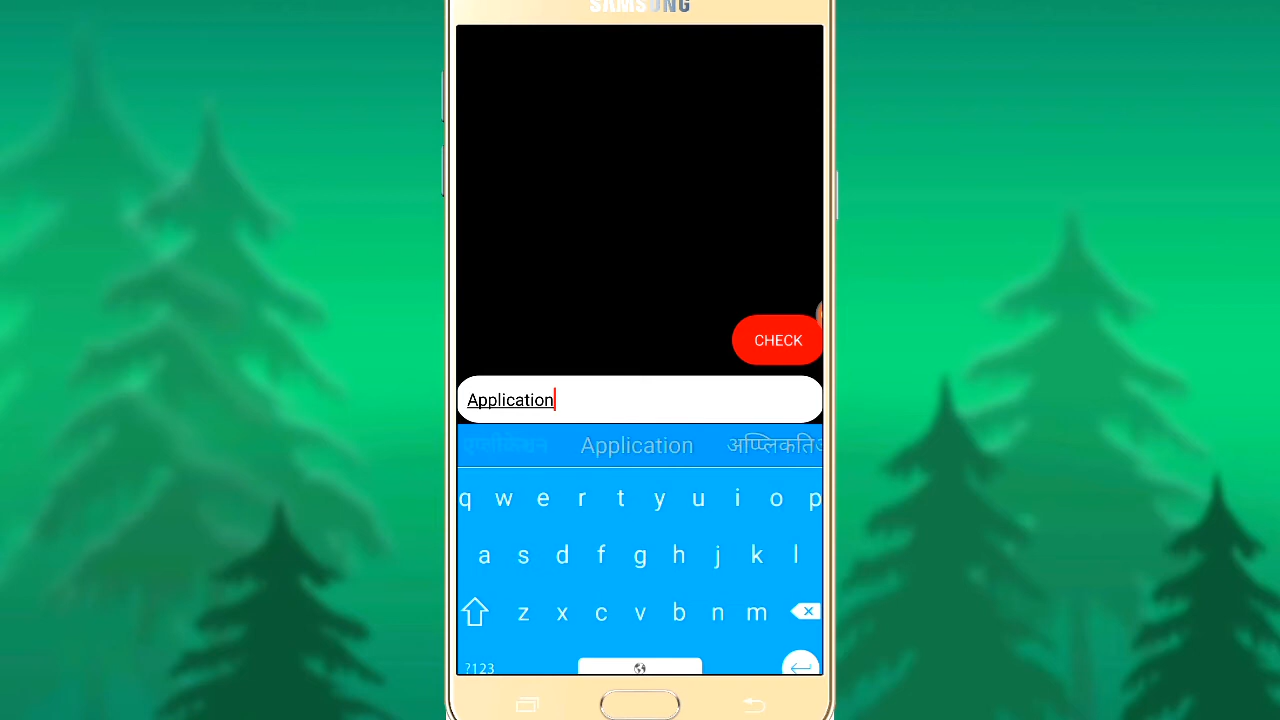 SAMSUNG
CHECK
Application
Application
q w e r t y u i o p
a s d f g h j k l
z x c v b n m
?123